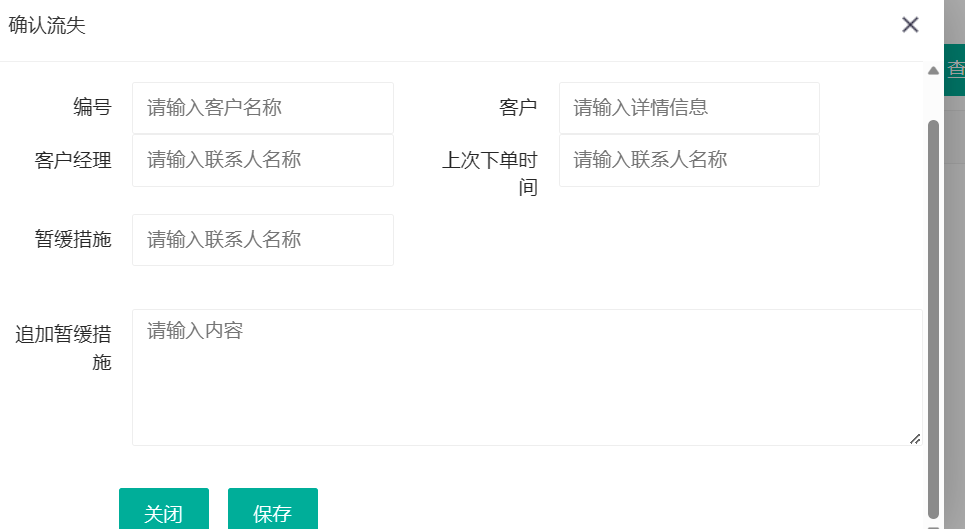 确认流失
查
编号 请输入客户名称 客户 请输入详情信息
客户经理 请输入联系人名称 上次下单时
间 请输入联系人名称
暂缓措施 请输入联系人名称
追加暂缓措
施 请输入内容
关闭 保存